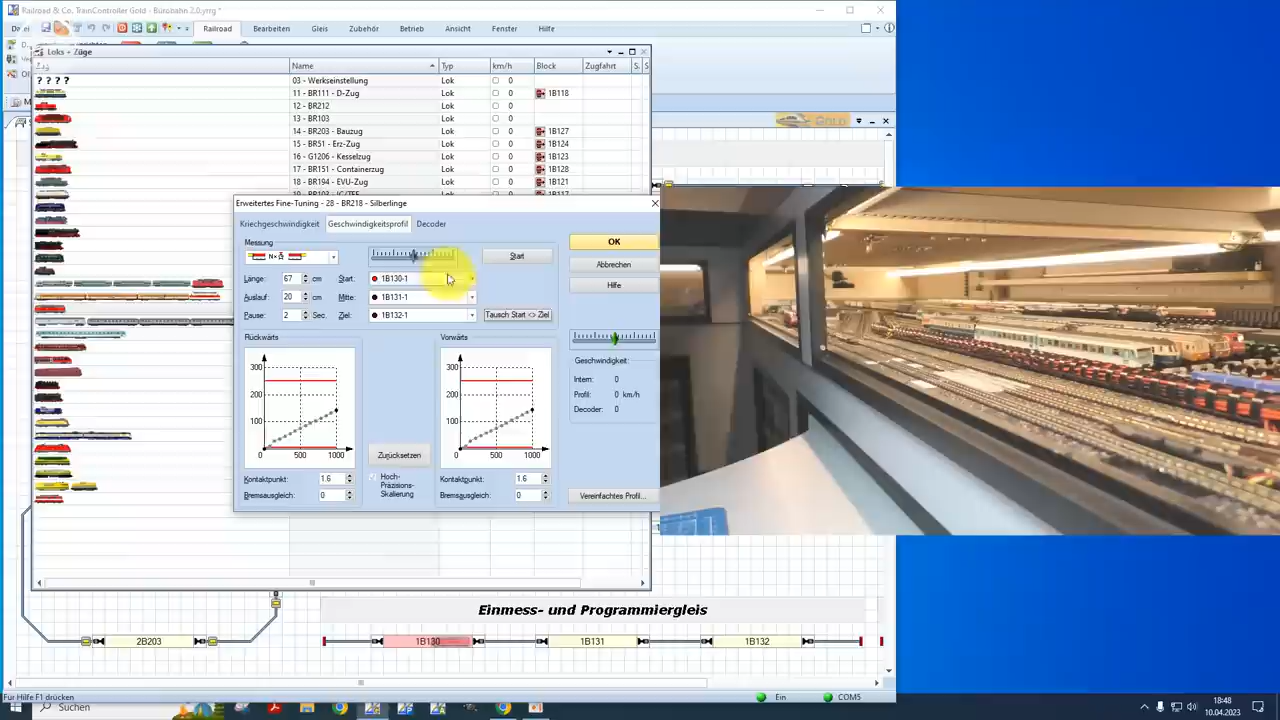 Railroad & Co. TrainController Gold - Bürobahn 2.0.yrrg *
Railroad Bearbeiten Gleis Zubehör Betrieb Ansicht Fenster Hilfe
Loks + Züge
Name Typ km/h Block Zugfahrt S. S
? ? ? ? 03 - Werkseinstellung Lok 0
11 - BR111 - D-Zug Lok 0 1B118
12 - BR212 Lok 0
13 - BR103 Lok 0
14 - BR203 - Bauzug Lok 0 1B127
15 - BR51 - Erz-Zug Lok 0 1B124
16 - G1206 - Kesselzug Lok 0 1B123
17 - BR152 - Containerzug Lok 0 1B128
18 - BR182 - EVU-Zug Lok 0 1B121
Erweitertes Fine-Tuning - 28 - BR218 - Silberlinge
Kriechgeschwindigkeit Geschwindigkeitsprofil Decoder
Messung
Start
OK
Abbrechen
Hilfe
Länge: 67 cm Start: 1B130-1
Auslauf: 20 cm Mitte: 1B131-1
Pause: 2 Ziel: 1B132-1 Tausch Start <> Ziel
Rückwärts
300
200
100
0 500 1000
Kontaktpunkt:
Bremsausgleich:
Zurücksetzen
Hoch-
Präzisions-
Skalierung
Vorwärts
300
200
100
0 500 1000
Kontaktpunkt: 1.6
Bremsausgleich: 0
Geschwindigkeit:
Intern: 0
Profil: 0 km/h
Decoder: 0
Vereinfachtes Profil...
Einmess- und Programmiergleis
2B203 1B130 1B131 1B132
Für Hilfe F1 drücken Ein COM5
Suchen
18:48
10.04.2023